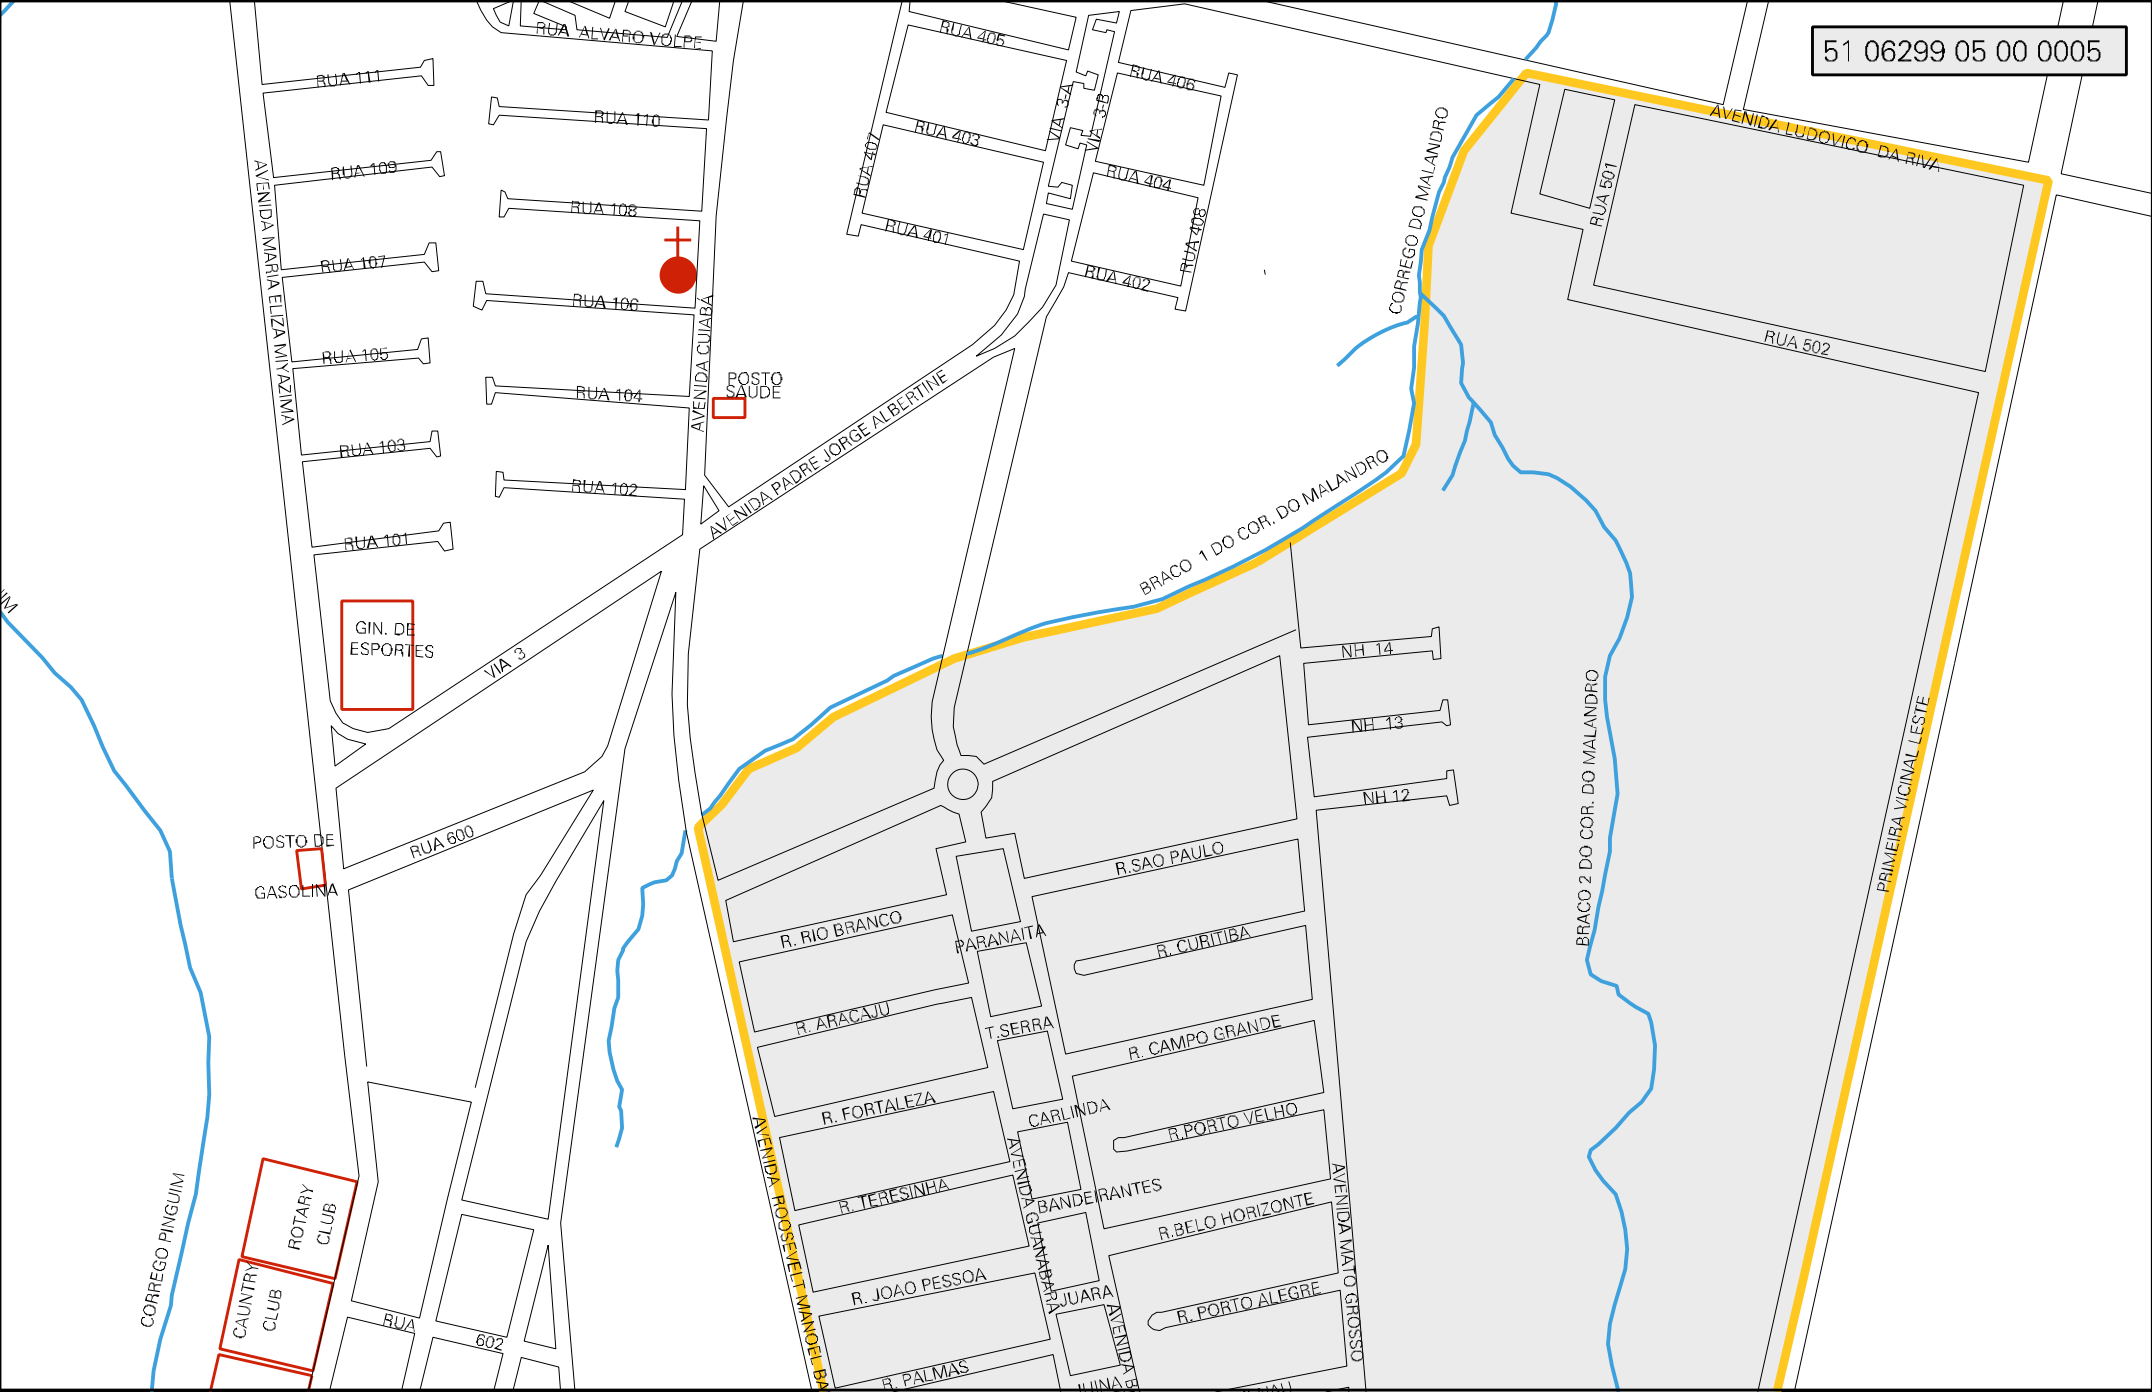 51 06299 05 00 0005
RUA ALVARO VOLPE
RUA 405
RUA 406
RUA 111
RUA 110
VIA 3-A
VIA 3-B
RUA 403
RUA 407
RUA 404
RUA 408
RUA 401
RUA 402
RUA 109
RUA 108
RUA 107
RUA 106
RUA 105
RUA 104
RUA 103
RUA 102
RUA 101
AVENIDA MARIA ELIZA MIYAZIMA
AVENIDA CUIABÁ
POSTO
SAUDE
AVENIDA PADRE JORGE ALBERTINE
CORREGO DO MALANDRO
AVENIDA LUDOVICO DA RIVA
RUA 501
RUA 502
BRACO 1 DO COR. DO MALANDRO
BRACO 2 DO COR. DO MALANDRO
PRIMEIRA VICINAL LESTE
GIN. DE
ESPORTES
VIA 3
NH 14
NH 13
NH 12
POSTO DE
GASOLINA
RUA 600
R.SAO PAULO
R. RIO BRANCO
PARANAITA
R. CURITIBA
R. ARACAJU
T.SERRA
R. CAMPO GRANDE
R. FORTALEZA
CARLINDA
R.PORTO VELHO
R. TERESINHA
BANDEIRANTES
R.BELO HORIZONTE
R. JOAO PESSOA
JUARA
R. PORTO ALEGRE
R. PALMAS
JUINA
AVENIDA ROOSEVELT MANOEL BA
AVENIDA GUANABARA
AVENIDA B
AVENIDA MATO GROSSO
CORREGO PINGUIM
ROTARY
CLUB
CAUNTRY
CLUB
RUA 602